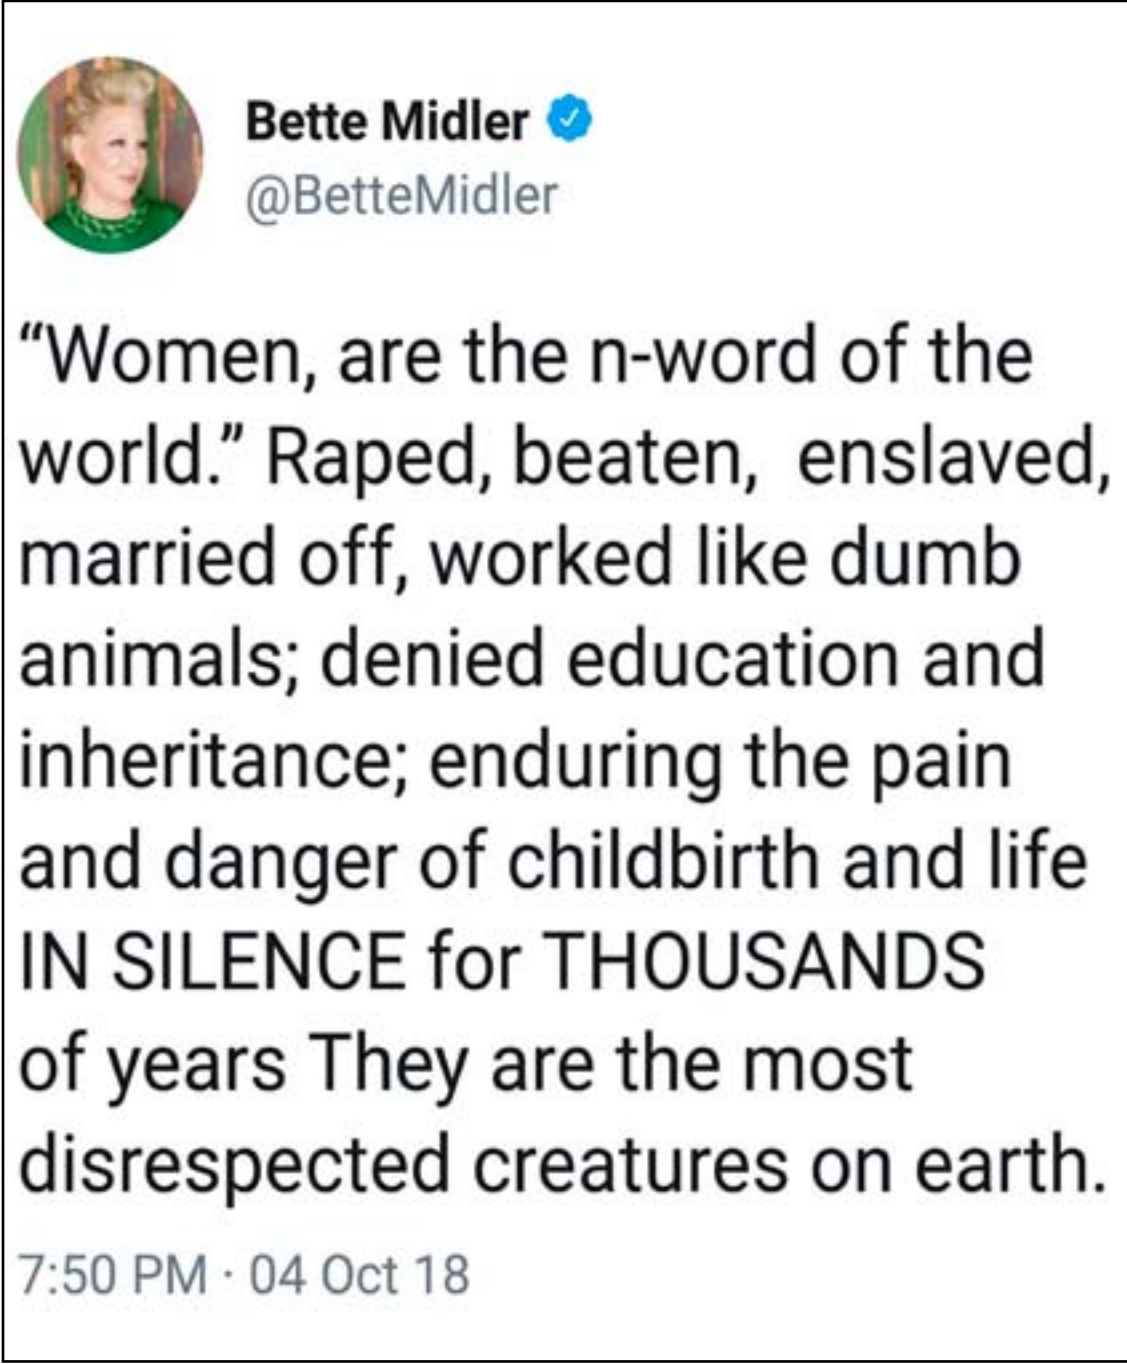 Bette Midler
@BetteMidler
“Women, are the n-word of the
world.” Raped, beaten,  enslaved,
married off, worked like dumb
animals; denied education and
inheritance; enduring the pain
and danger of childbirth and life
IN SILENCE for THOUSANDS
of years They are the most
disrespected creatures on earth.
7:50 PM · 04 Oct 18